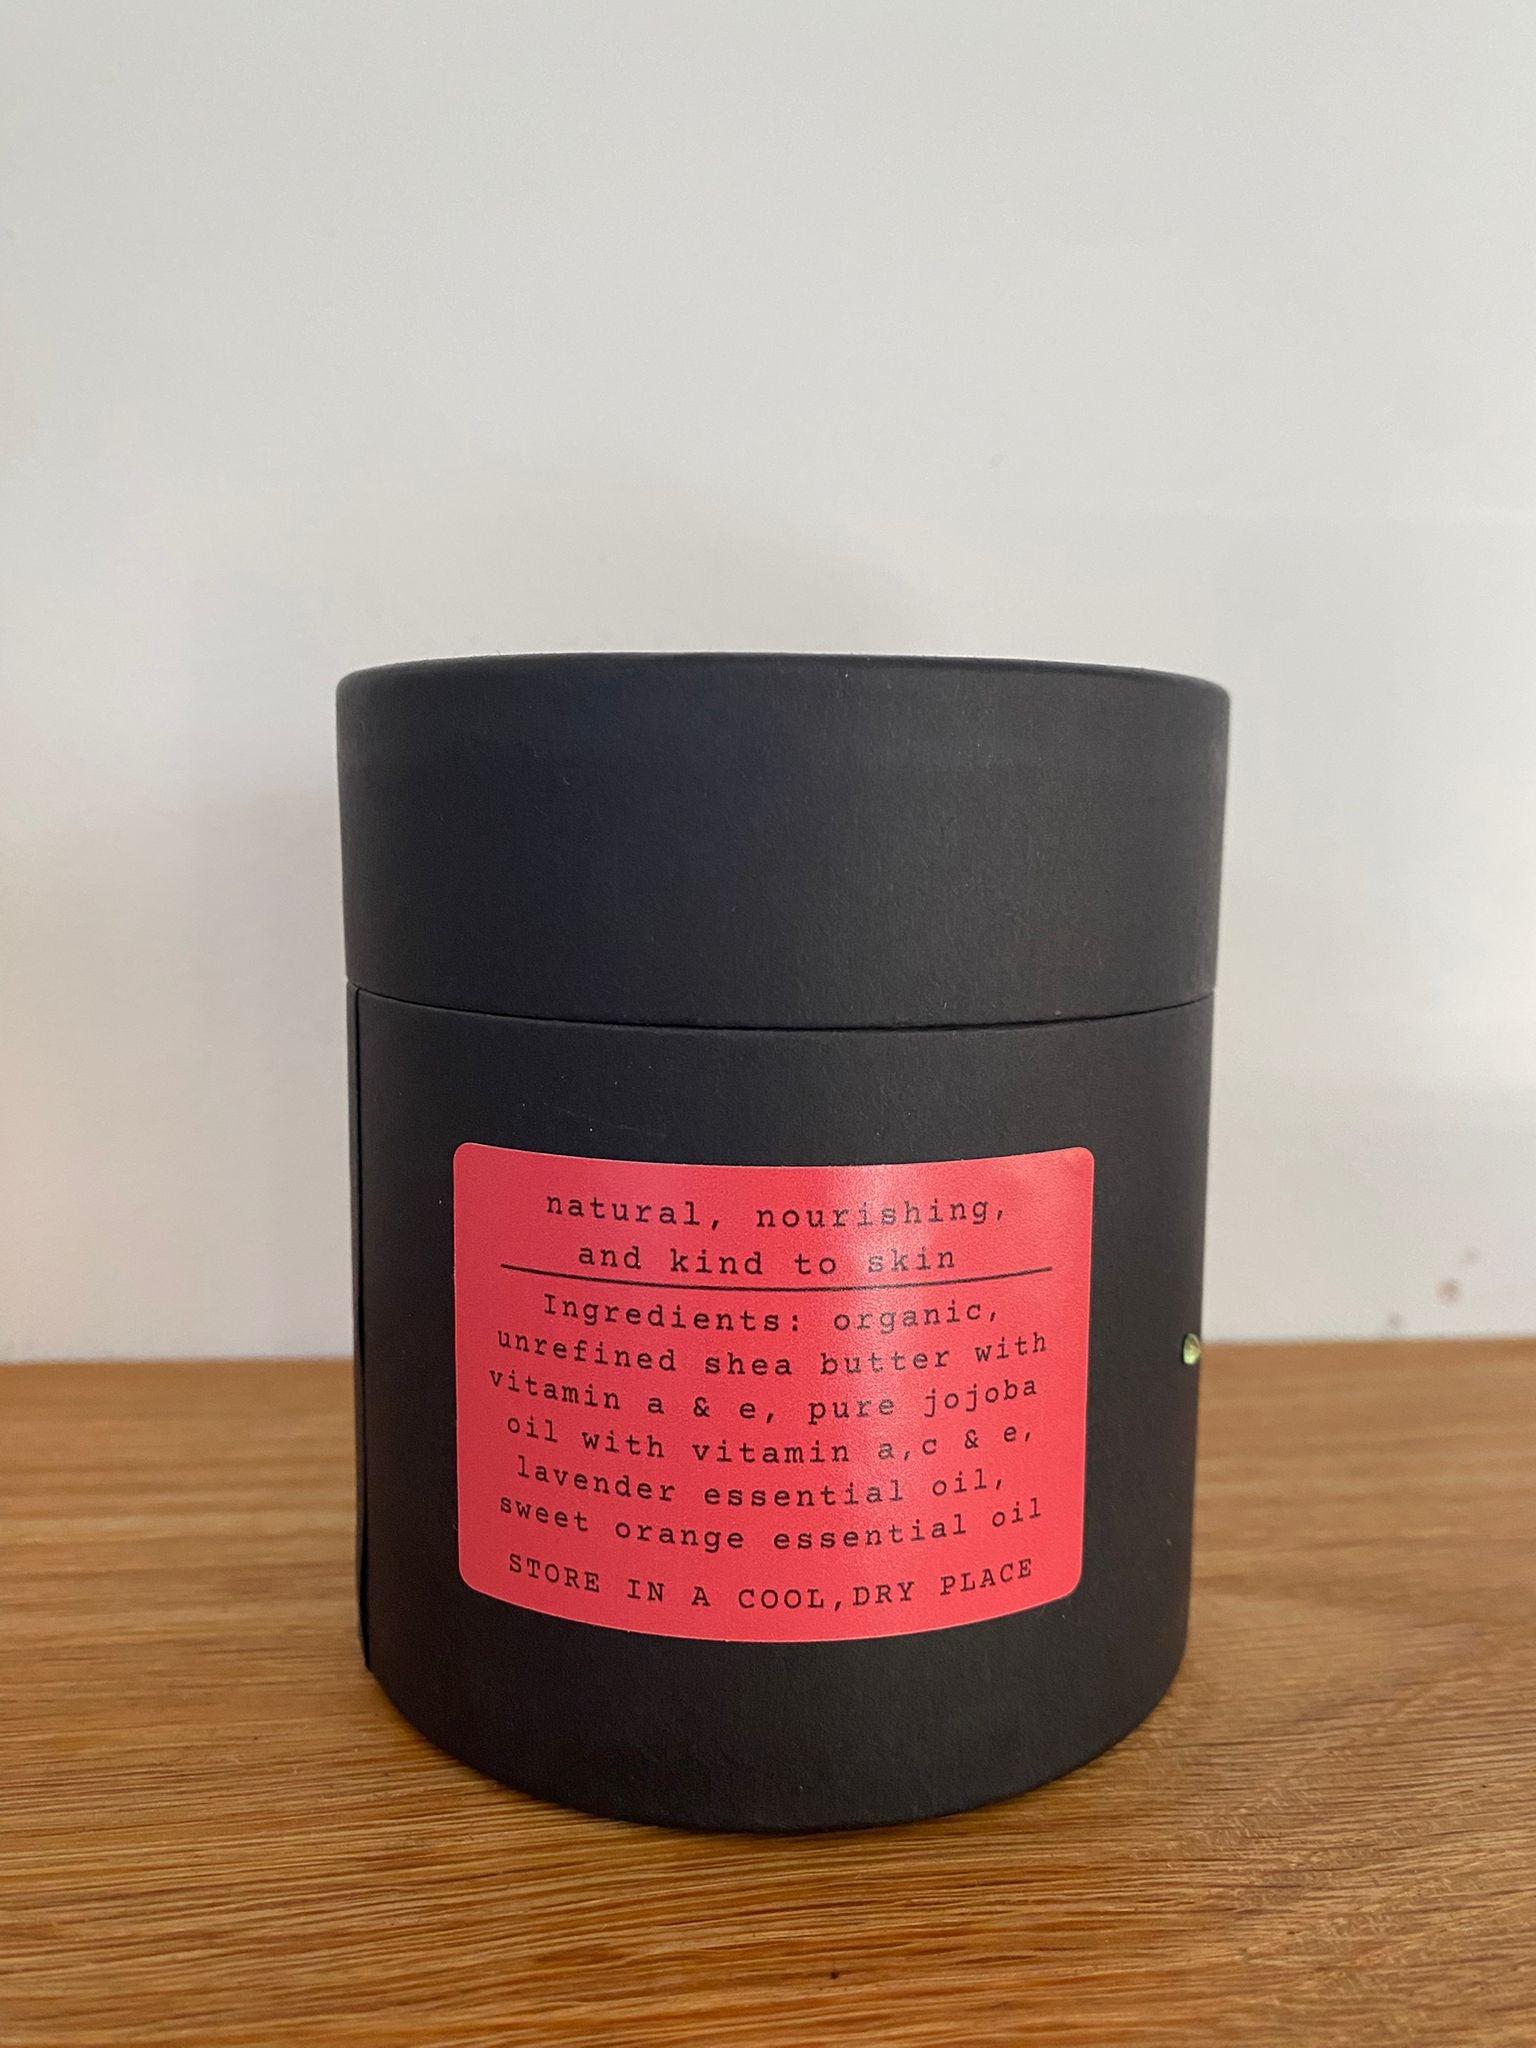 natural, nourishing,
and kind to skin
Ingredients: organic,
unrefined shea butter with
vitamin a & e, pure jojoba
oil with vitamin a,c & e,
lavender essential oil,
sweet orange essential oil
STORE IN A COOL,DRY PLACE